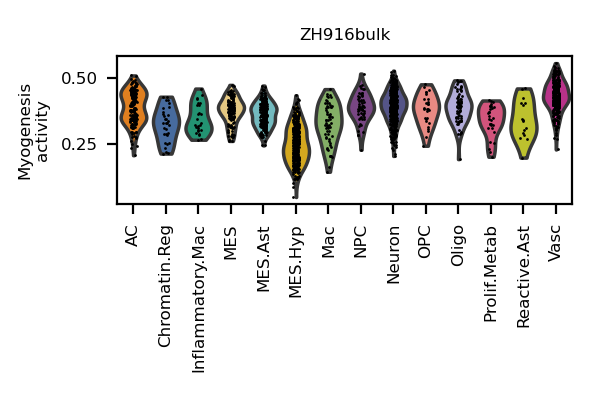 ZH916bulk
Myogenesis
activity
0.50
0.25
AC
Chromatin.Reg
Inflammatory.Mac
MES
MES.Ast
MES.Hyp
Mac
NPC
Neuron
OPC
Oligo
Prolif.Metab
Reactive.Ast
Vasc